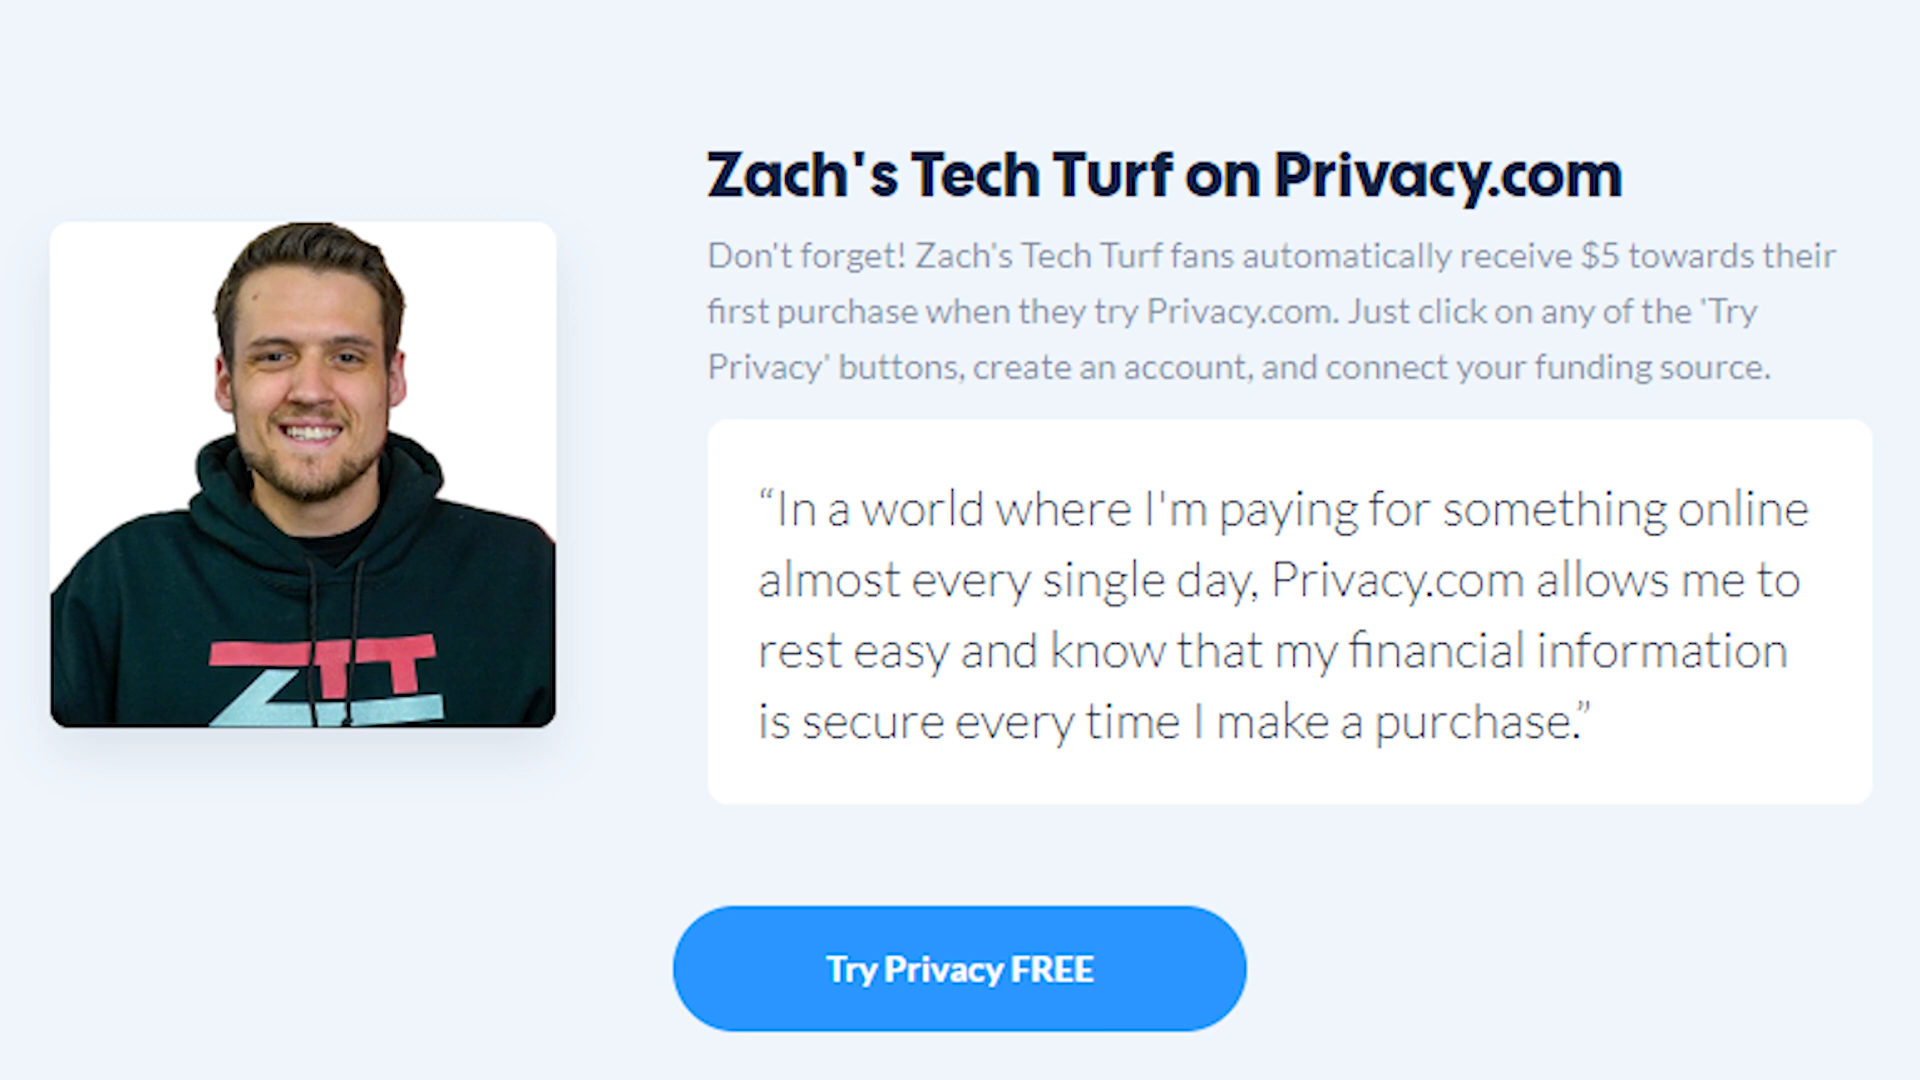 Zach's Tech Turf on Privacy.com
Don't forget! Zach's Tech Turf fans automatically receive $5 towards their
first purchase when they try Privacy.com. Just click on any of the 'Try
Privacy' buttons, create an account, and connect your funding source.
“In a world where I'm paying for something online
almost every single day, Privacy.com allows me to
rest easy and know that my financial information
is secure every time I make a purchase.”
ZTT
Try Privacy FREE